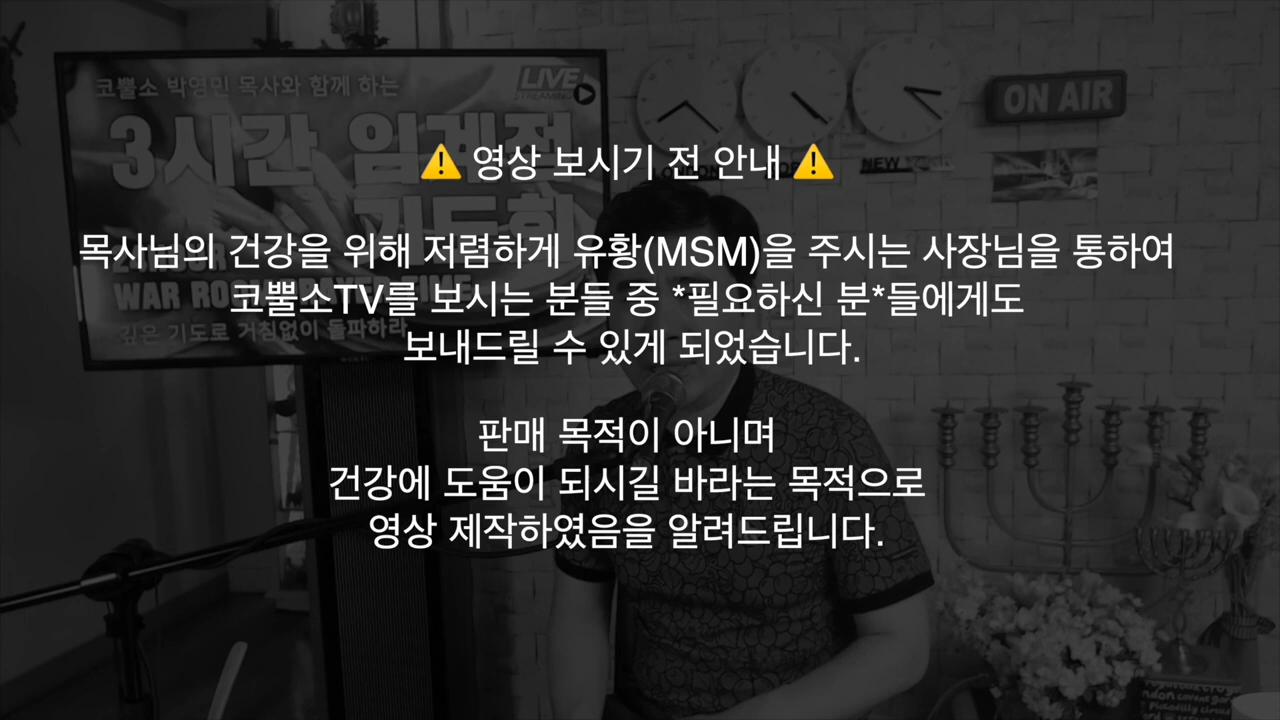 ⚠️ 영상 보시기 전 안내 ⚠️
목사님의 건강을 위해 저렴하게 유황(MSM)을 주시는 사장님을 통하여
코뿔소TV를 보시는 분들 중 *필요하신 분*들에게도
보내드릴 수 있게 되었습니다.
판매 목적이 아니며
건강에 도움이 되시길 바라는 목적으로
영상 제작하였음을 알려드립니다.
코뿔소 박영민 목사와 함께 하는
LIVE
STREAMING
3시간 임계점
기도회
WAR RO
깊은 기도로 거침없이 돌파하라
ON AIR
NEW YORK
Piccadilly circus